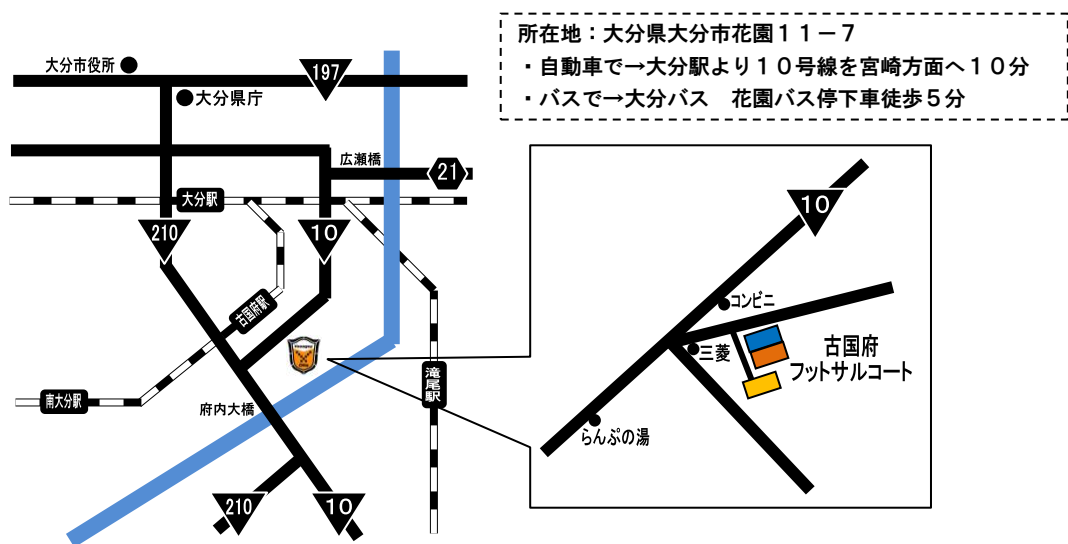 所在地：大分県大分市花園１１－７
・自動車で→大分駅より１０号線を宮崎方面へ１０分
・バスで→大分バス　花園バス停下車徒歩５分
大分市役所
197
大分県庁
広瀬橋
21
大分駅
210
10
古国府駅
滝尾駅
南大分駅
府内大橋
210
10
10
コンビニ
三菱
古国府
フットサルコート
らんぷの湯